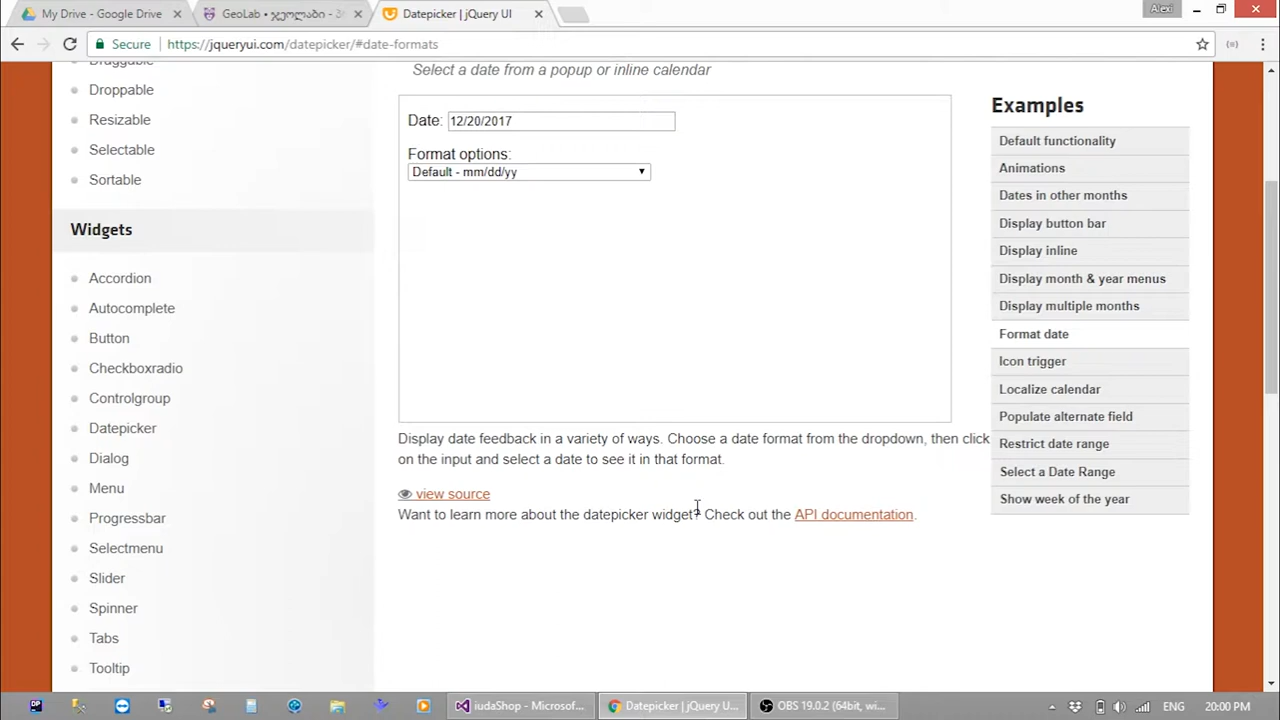 My Drive - Google Drive
GeoLab • ჯეოლაბი - პ
Datepicker | jQuery UI
Alexi
Secure
https://jqueryui.com/datepicker/#date-formats
Draggable
Droppable
Resizable
Selectable
Sortable
Widgets
Accordion
Autocomplete
Button
Checkboxradio
Controlgroup
Datepicker
Dialog
Menu
Progressbar
Selectmenu
Slider
Spinner
Tabs
Tooltip
Select a date from a popup or inline calendar
Date: 12/20/2017
Format options:
Default - mm/dd/yy
Display date feedback in a variety of ways. Choose a date format from the dropdown, then click
on the input and select a date to see it in that format.
view source
Want to learn more about the datepicker widget? Check out the API documentation.
Examples
Default functionality
Animations
Dates in other months
Display button bar
Display inline
Display month & year menus
Display multiple months
Format date
Icon trigger
Localize calendar
Populate alternate field
Restrict date range
Select a Date Range
Show week of the year
iudaShop - Microsof...
Datepicker | jQuery U...
OBS 19.0.2 (64bit, wi...
ENG
20:00 PM